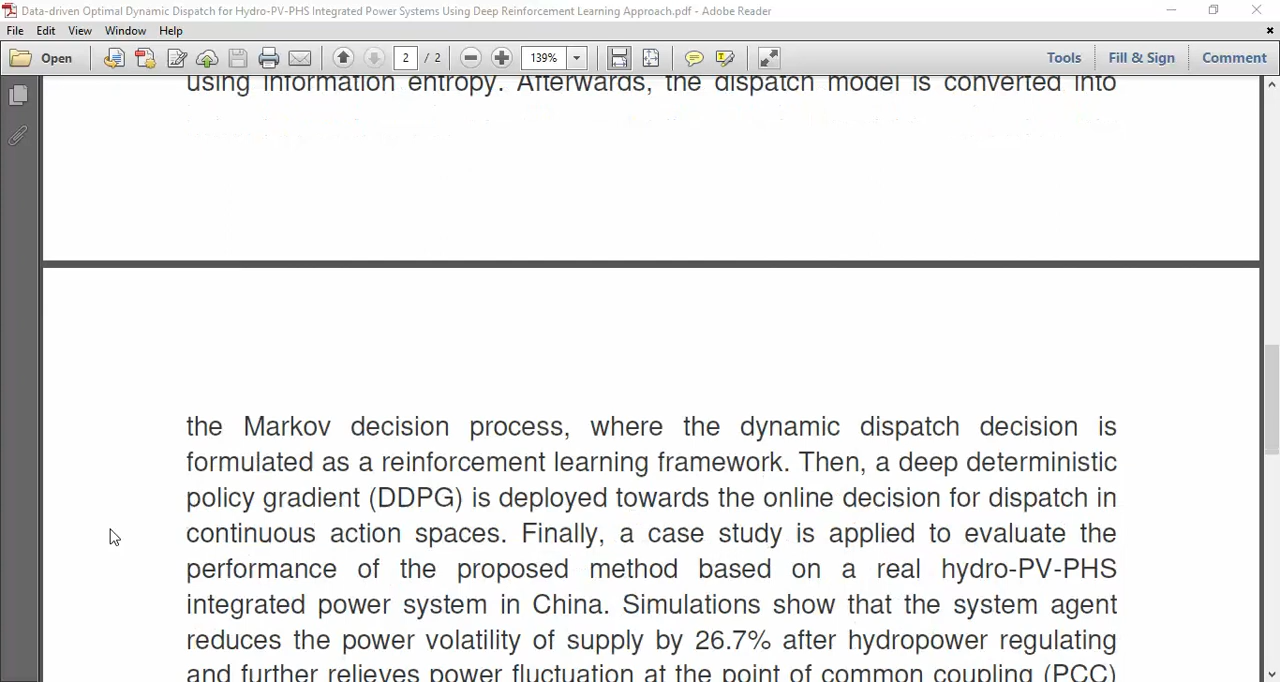 Data-driven Optimal Dynamic Dispatch for Hydro-PV-PHS Integrated Power Systems Using Deep Reinforcement Learning Approach.pdf - Adobe Reader
File Edit View Window Help
Open 2 / 2 139% Tools Fill & Sign Comment
using information entropy. Afterwards, the dispatch model is converted into
the Markov decision process, where the dynamic dispatch decision is
formulated as a reinforcement learning framework. Then, a deep deterministic
policy gradient (DDPG) is deployed towards the online decision for dispatch in
continuous action spaces. Finally, a case study is applied to evaluate the
performance of the proposed method based on a real hydro-PV-PHS
integrated power system in China. Simulations show that the system agent
reduces the power volatility of supply by 26.7% after hydropower regulating
and further relieves power fluctuation at the point of common coupling (PCC)